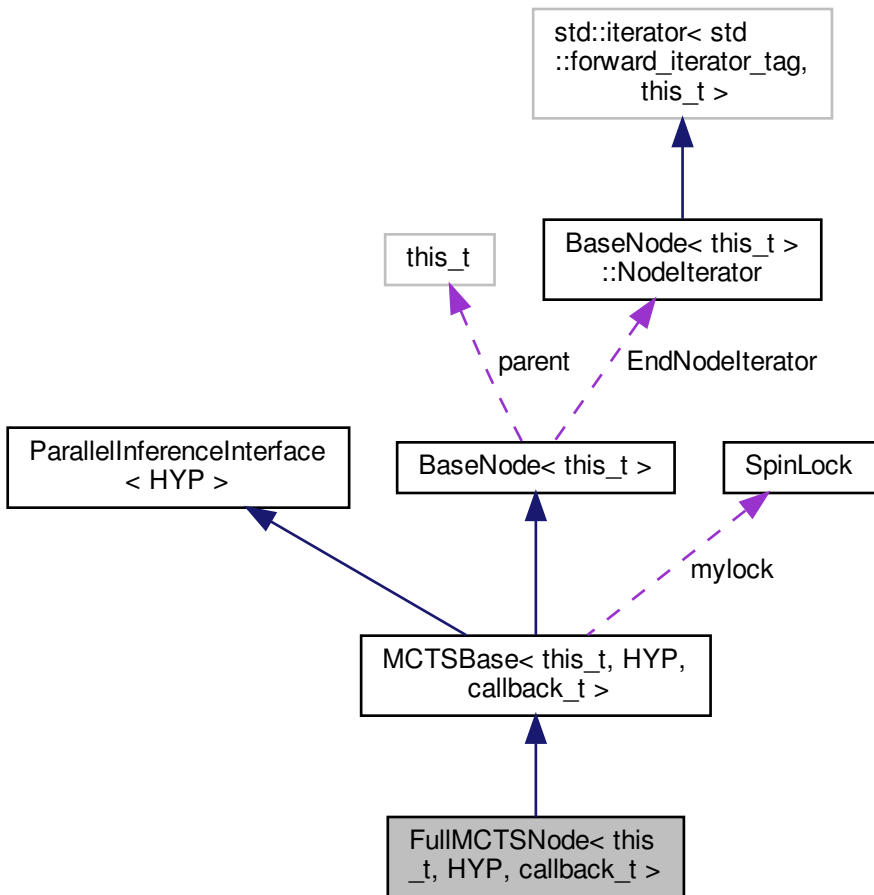 std::iterator< std
::forward_iterator_tag,
this_t >
BaseNode< this_t >
::NodeIterator
this_t
parent
EndNodeIterator
ParallelInferenceInterface
< HYP >
BaseNode< this_t >
SpinLock
mylock
MCTSBase< this_t, HYP,
callback_t >
FullMCTSNode< this
_t, HYP, callback_t >